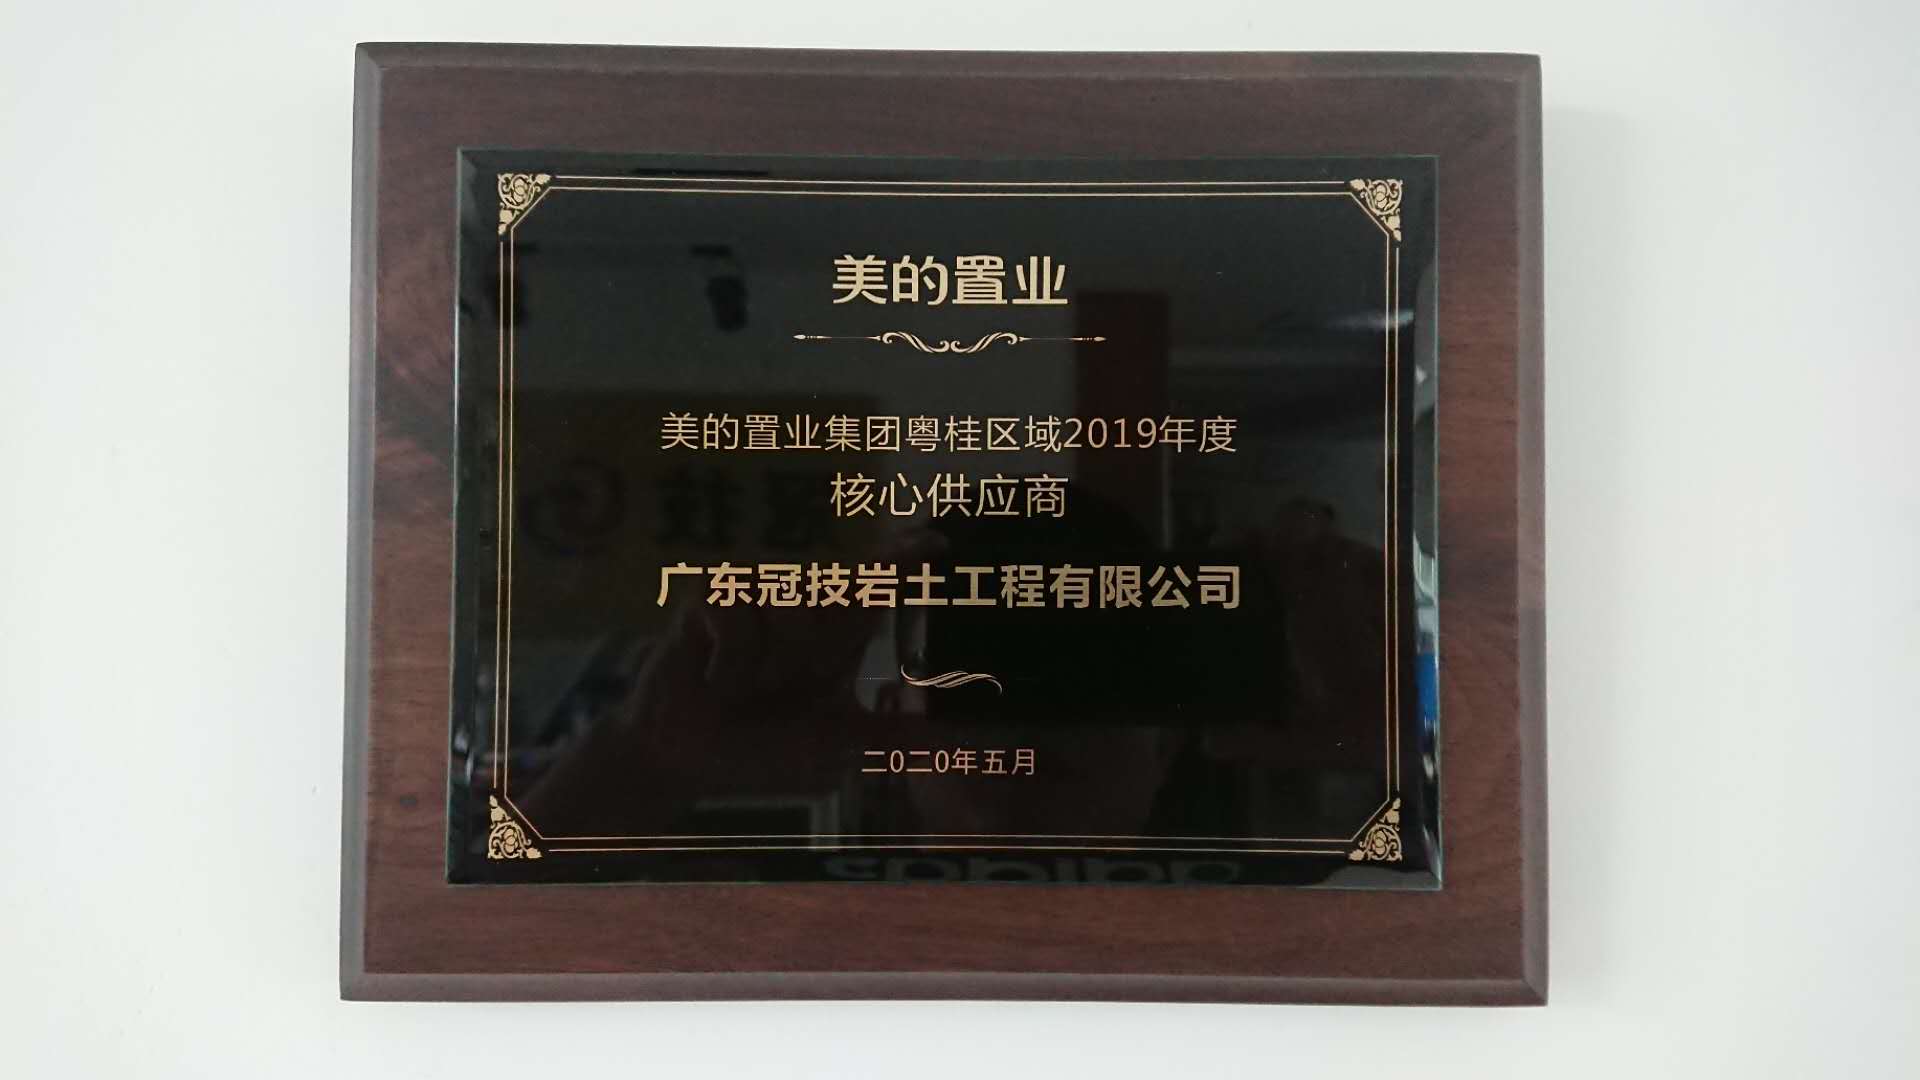 美的置业
美的置业集团粤桂区域2019年度
核心供应商
广东冠技岩土工程有限公司
二0二0年五月